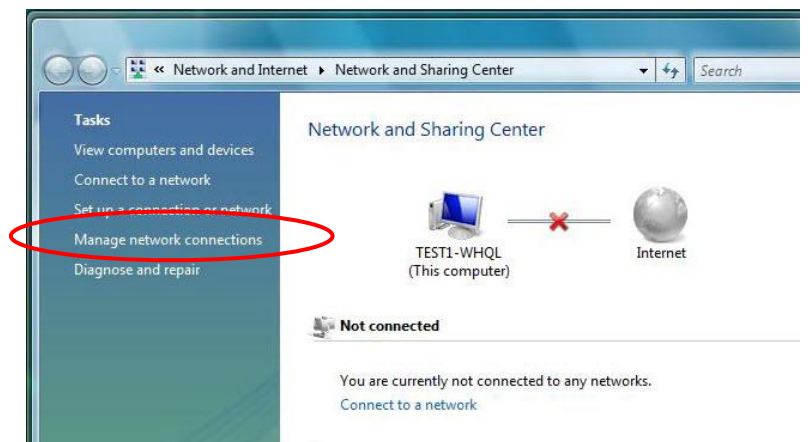 « Network and Internet ▸ Network and Sharing Center
Search
Tasks
View computers and devices
Connect to a network
Set up a connection or network
Manage network connections
Diagnose and repair
Network and Sharing Center
TEST1-WHQL
(This computer)
Internet
Not connected
You are currently not connected to any networks.
Connect to a network